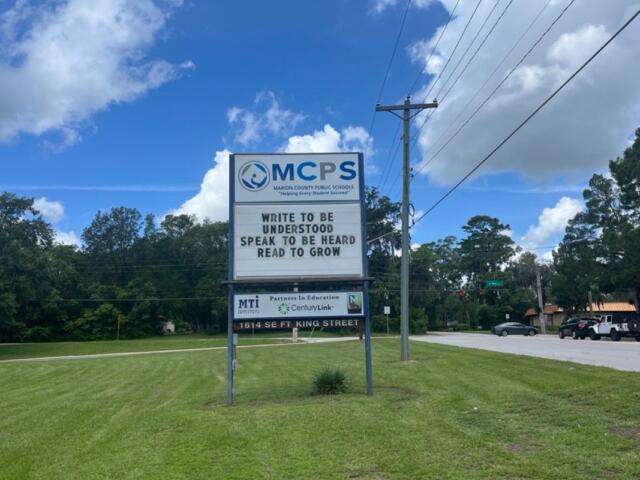 MCPS
MARION COUNTY PUBLIC SCHOOLS
"Helping Every Student Succeed"
WRITE TO BE
UNDERSTOOD
SPEAK TO BE HEARD
READ TO GROW
Partners In Education
MTI
CenturyLink
1614 SE FT KING STREET